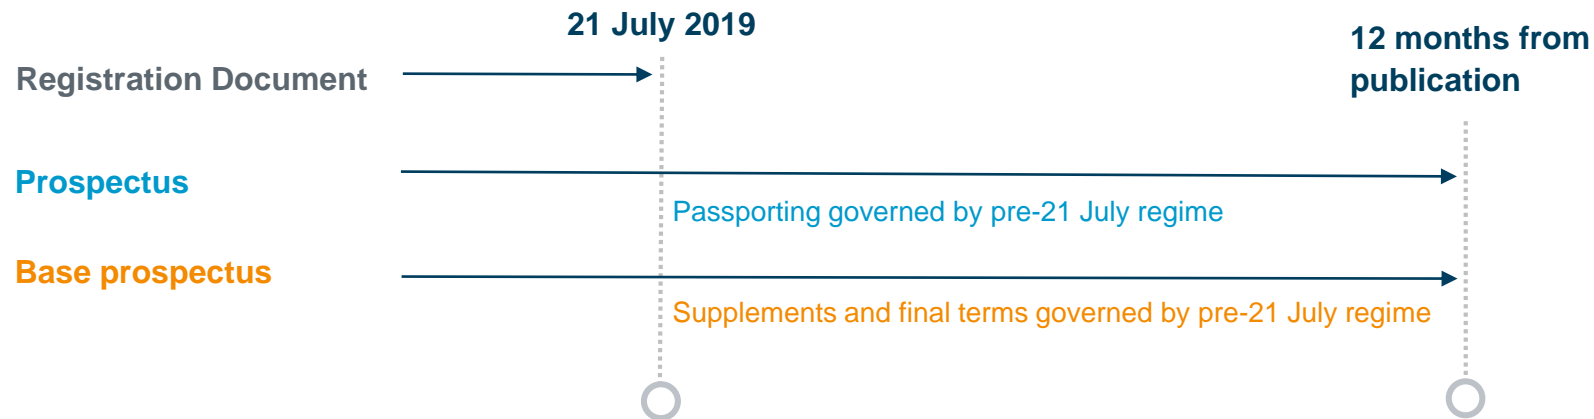 21 July 2019
12 months from
publication
Registration Document
Prospectus
Passporting governed by pre-21 July regime
Base prospectus
Supplements and final terms governed by pre-21 July regime